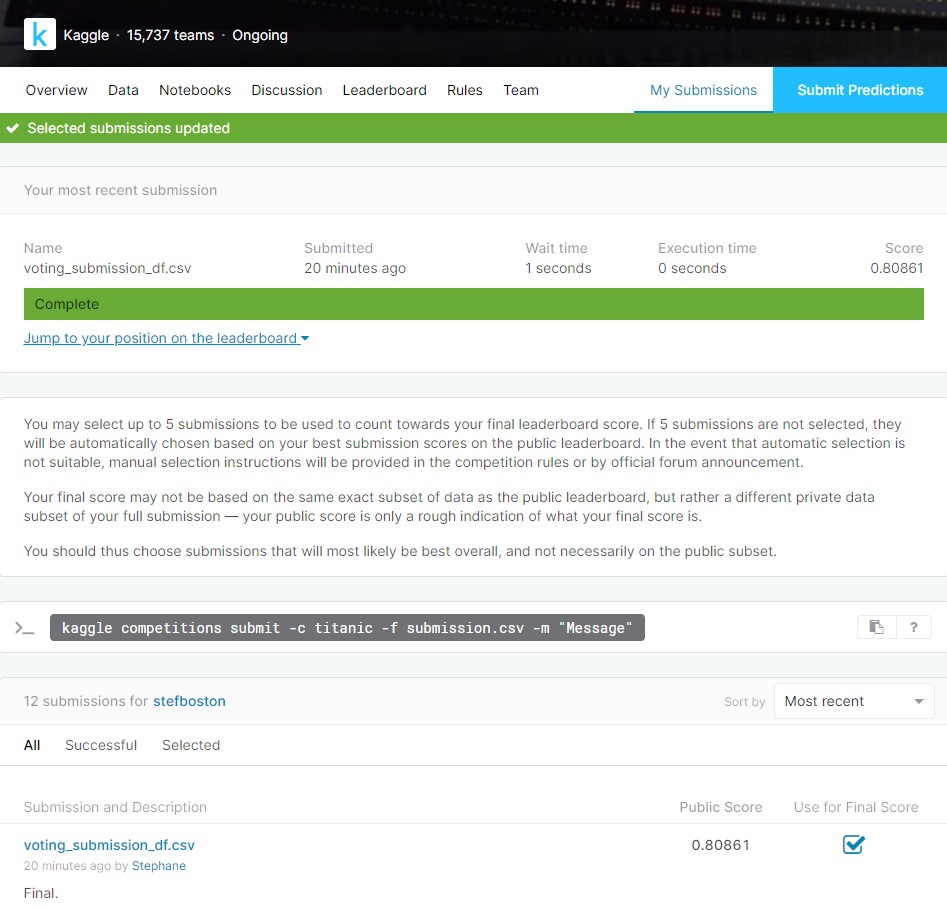 k Kaggle · 15,737 teams · Ongoing
Overview Data Notebooks Discussion Leaderboard Rules Team My Submissions Submit Predictions
Selected submissions updated
Your most recent submission
Name Submitted Wait time Execution time Score
voting_submission_df.csv 20 minutes ago 1 seconds 0 seconds 0.80861
Complete
Jump to your position on the leaderboard
You may select up to 5 submissions to be used to count towards your final leaderboard score. If 5 submissions are not selected, they
will be automatically chosen based on your best submission scores on the public leaderboard. In the event that automatic selection is
not suitable, manual selection instructions will be provided in the competition rules or by official forum announcement.
Your final score may not be based on the same exact subset of data as the public leaderboard, but rather a different private data
subset of your full submission — your public score is only a rough indication of what your final score is.
You should thus choose submissions that will most likely be best overall, and not necessarily on the public subset.
>_ kaggle competitions submit -c titanic -f submission.csv -m "Message" ?
12 submissions for stefboston Sort by Most recent
All Successful Selected
Submission and Description Public Score Use for Final Score
voting_submission_df.csv 0.80861
20 minutes ago by Stephane
Final.